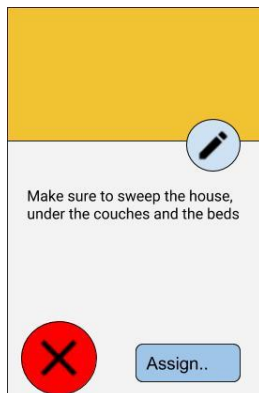 Make sure to sweep the house,
under the couches and the beds
Assign..